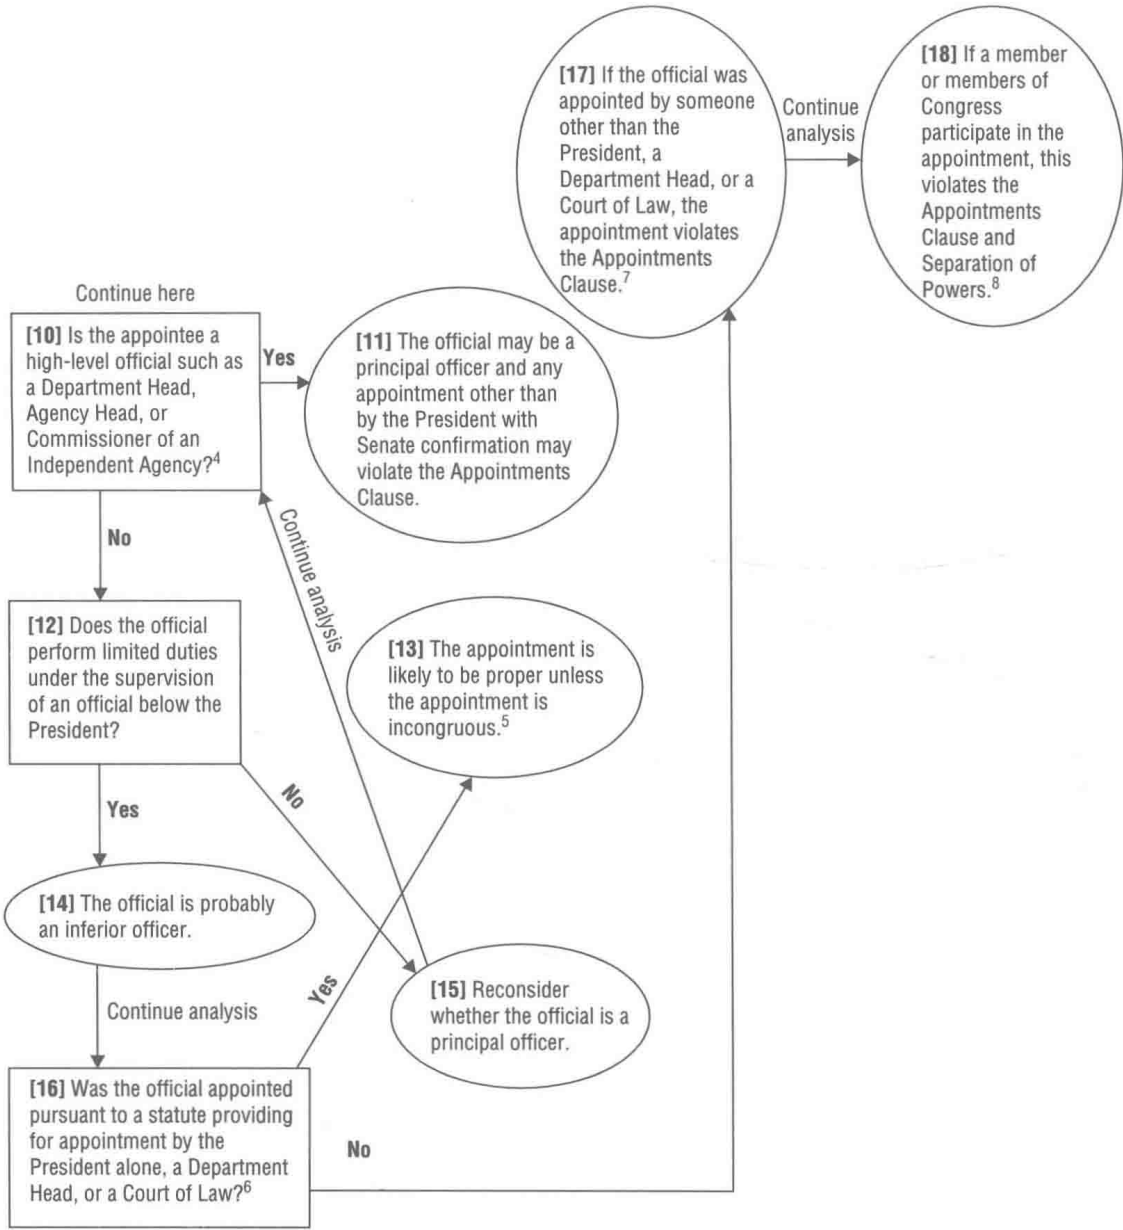 [17] If the official was
appointed by someone
other than the
President, a
Department Head, or a
Court of Law, the
appointment violates
the Appointments
Clause.7
Continue
analysis
[18] If a member
or members of
Congress
participate in the
appointment, this
violates the
Appointments
Clause and
Separation of
Powers.8
Continue here
[10] Is the appointee a
high-level official such as
a Department Head,
Agency Head, or
Commissioner of an
Independent Agency?4
Yes
[11] The official may be a
principal officer and any
appointment other than
by the President with
Senate confirmation may
violate the Appointments
Clause.
No
Continue analysis
[12] Does the official
perform limited duties
under the supervision
of an official below the
President?
[13] The appointment is
likely to be proper unless
the appointment is
incongruous.5
Yes
No
[14] The official is probably
an inferior officer.
Continue analysis
Yes
[15] Reconsider
whether the official is a
principal officer.
[16] Was the official appointed
pursuant to a statute providing
for appointment by the
President alone, a Department
Head, or a Court of Law?6
No